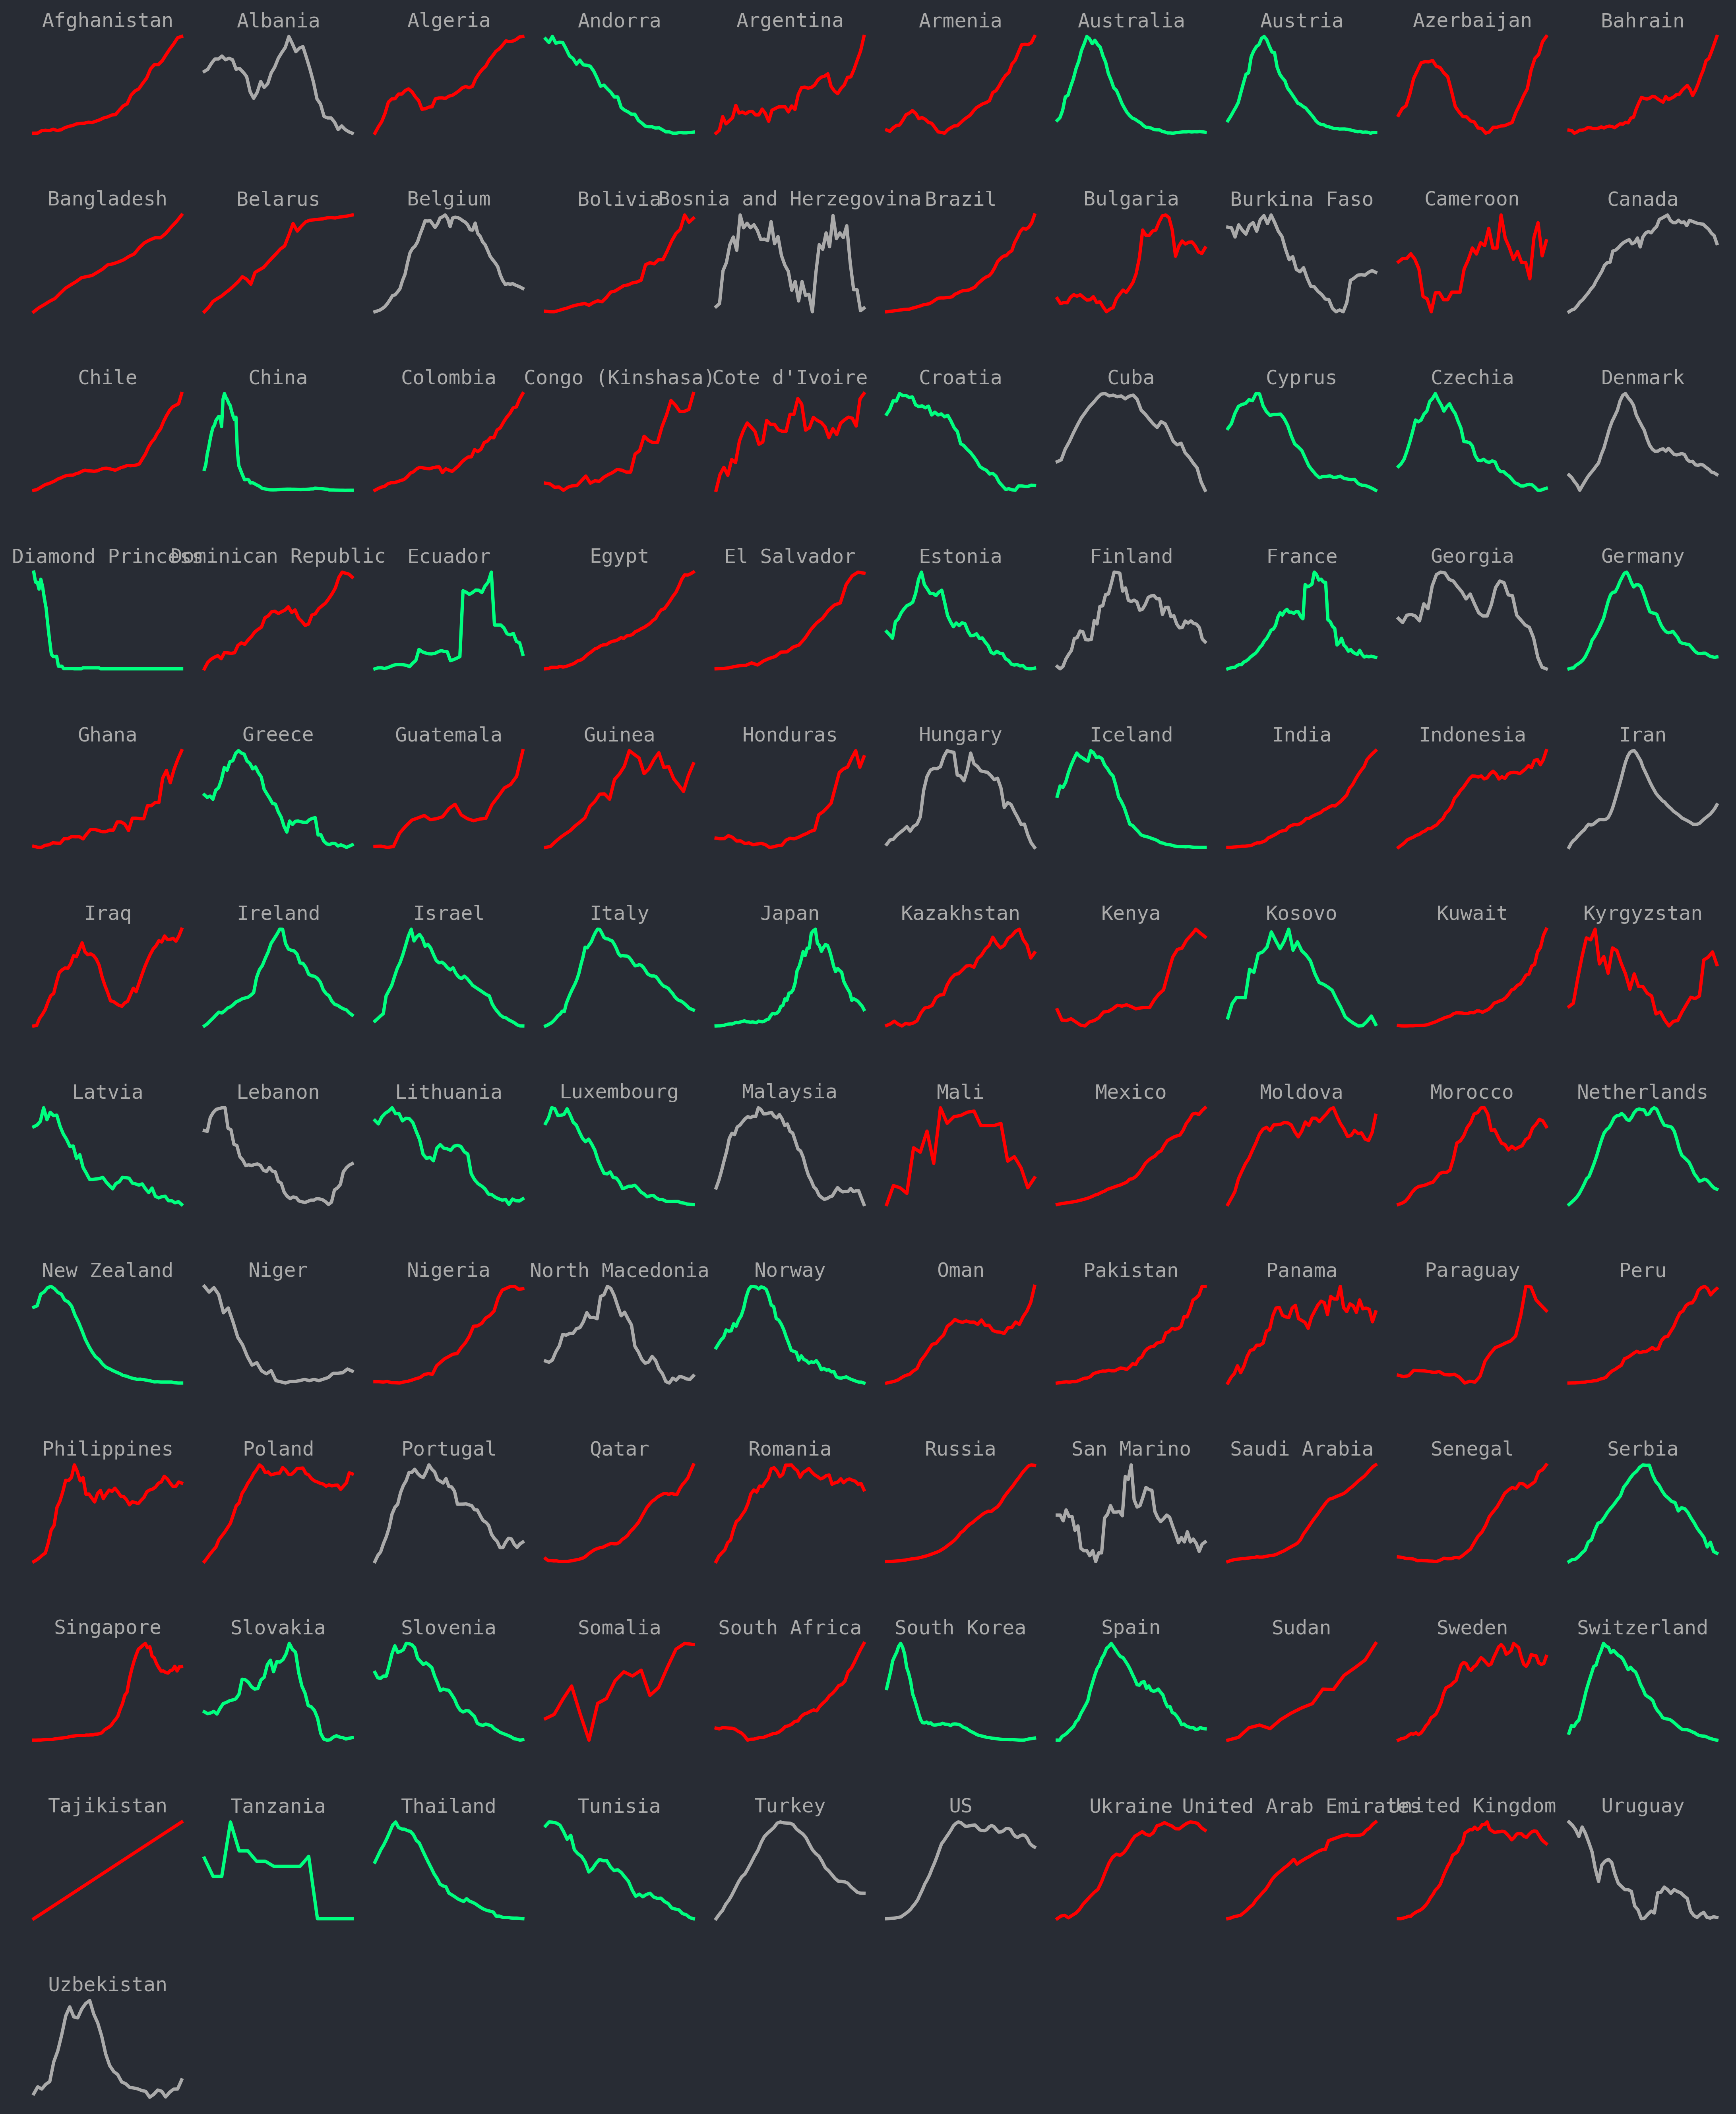 Afghanistan Albania Algeria Andorra Argentina Armenia Australia Austria Azerbaijan Bahrain
Bangladesh Belarus Belgium Bolivia Bosnia and Herzegovina Brazil Bulgaria Burkina Faso Cameroon Canada
Chile China Colombia Congo (Kinshasa) Cote d'Ivoire Croatia Cuba Cyprus Czechia Denmark
Diamond Princess Dominican Republic Ecuador Egypt El Salvador Estonia Finland France Georgia Germany
Ghana Greece Guatemala Guinea Honduras Hungary Iceland India Indonesia Iran
Iraq Ireland Israel Italy Japan Kazakhstan Kenya Kosovo Kuwait Kyrgyzstan
Latvia Lebanon Lithuania Luxembourg Malaysia Mali Mexico Moldova Morocco Netherlands
New Zealand Niger Nigeria North Macedonia Norway Oman Pakistan Panama Paraguay Peru
Philippines Poland Portugal Qatar Romania Russia San Marino Saudi Arabia Senegal Serbia
Singapore Slovakia Slovenia Somalia South Africa South Korea Spain Sudan Sweden Switzerland
Tajikistan Tanzania Thailand Tunisia Turkey US Ukraine United Arab Emirates United Kingdom Uruguay
Uzbekistan